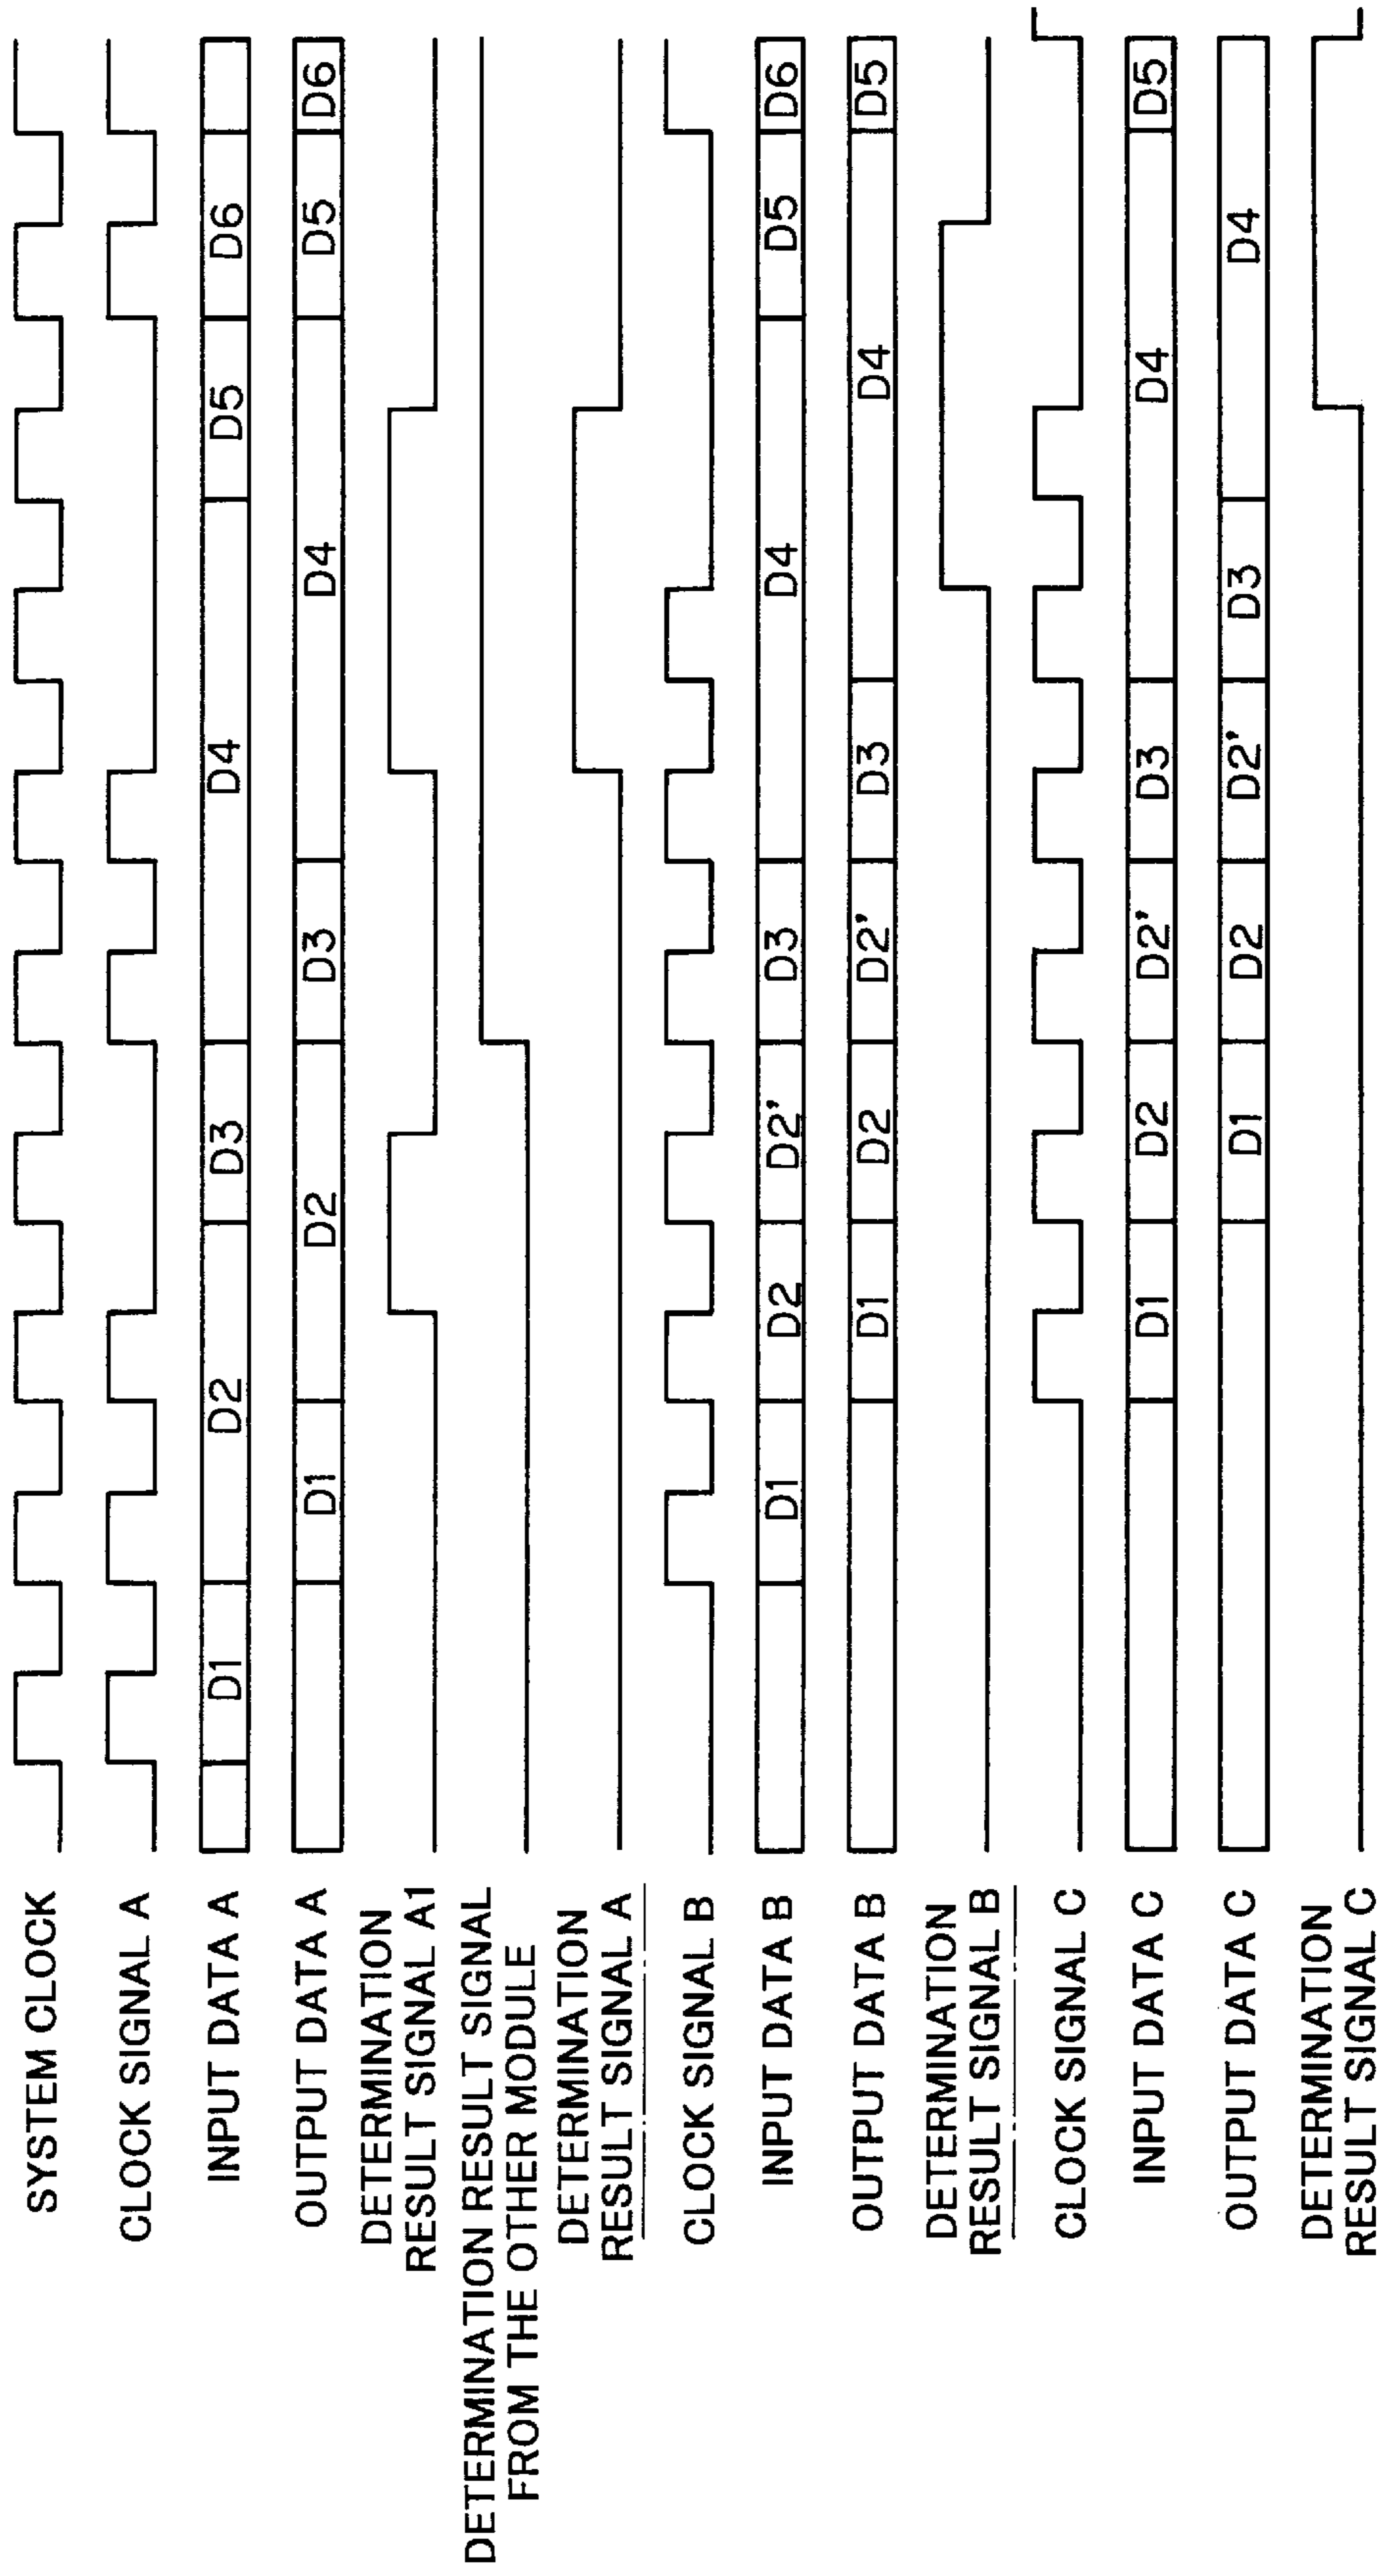 SYSTEM CLOCK
CLOCK SIGNAL A
INPUT DATA A
D1 D2 D3 D4 D5 D6
OUTPUT DATA A
D1 D2 D3 D4 D5 D6
DETERMINATION
RESULT SIGNAL A1
DETERMINATION RESULT SIGNAL
FROM THE OTHER MODULE
DETERMINATION
RESULT SIGNAL A
CLOCK SIGNAL B
INPUT DATA B
D1 D2 D2' D3 D4 D5 D6
OUTPUT DATA B
D1 D2 D2' D3 D4 D5
DETERMINATION
RESULT SIGNAL B
CLOCK SIGNAL C
INPUT DATA C
D1 D2 D2' D3 D4 D5
OUTPUT DATA C
D1 D2 D2' D3 D4
DETERMINATION
RESULT SIGNAL C